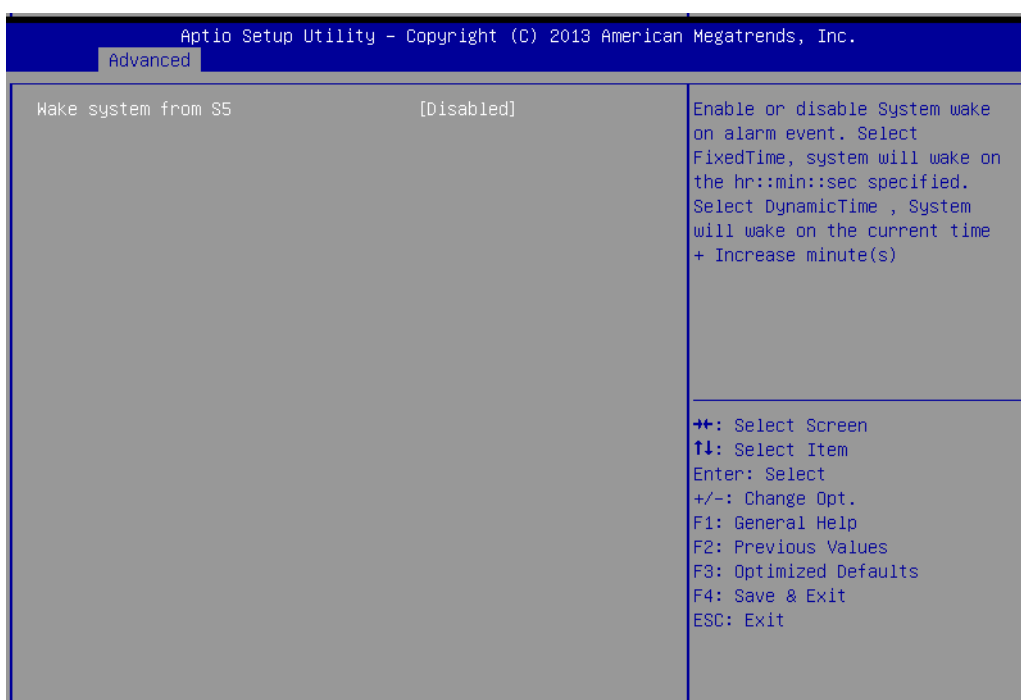 Aptio Setup Utility – Copyright (C) 2013 American Megatrends, Inc.
Advanced
Wake system from S5 [Disabled]
Enable or disable System wake
on alarm event. Select
FixedTime, system will wake on
the hr::min::sec specified.
Select DynamicTime , System
will wake on the current time
+ Increase minute(s)
→←: Select Screen
↑↓: Select Item
Enter: Select
+/-: Change Opt.
F1: General Help
F2: Previous Values
F3: Optimized Defaults
F4: Save & Exit
ESC: Exit